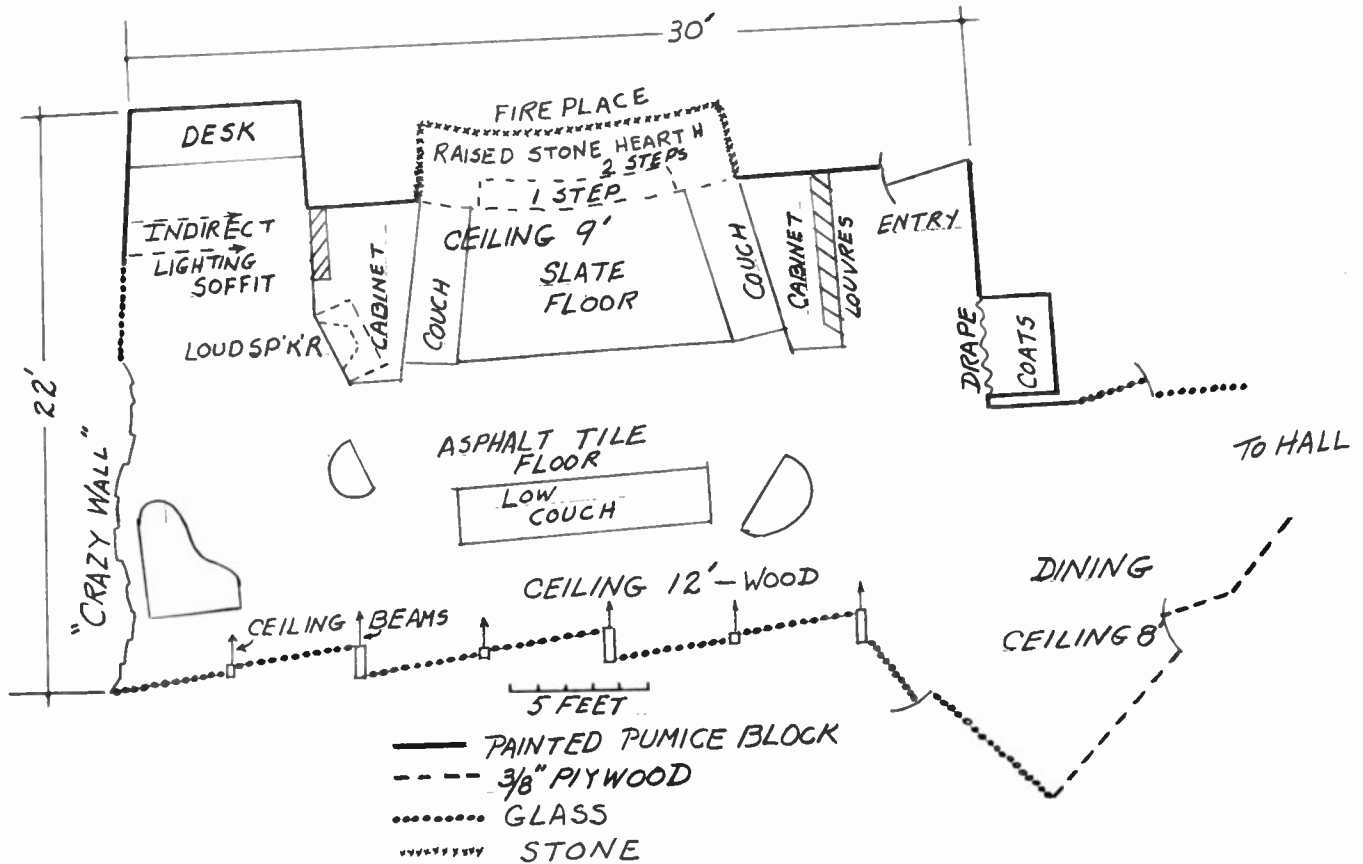 30'
FIRE PLACE
DESK
RAISED STONE HEARTH
2 STEPS
1 STEP
INDIRECT
LIGHTING
SOFFIT
CEILING 9'
SLATE
FLOOR
ENTRY
CABINET
COUCH
COUCH
CABINET
LOUVRES
LOUDSP'K'R
DRAPE
COATS
22'
"CRAZY WALL"
ASPHALT TILE
FLOOR
LOW
COUCH
TO HALL
CEILING 12'-WOOD
DINING
CEILING 8'
CEILING BEAMS
5 FEET
PAINTED PUMICE BLOCK
3/8" PLYWOOD
GLASS
STONE